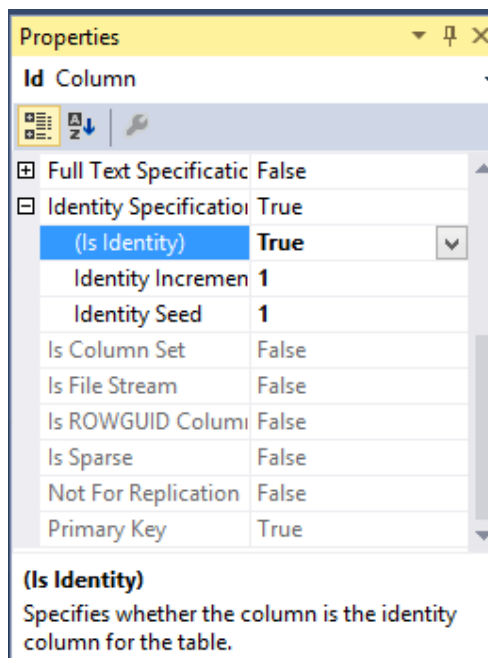 Properties
Id Column
Full Text Specificatic False
Identity Specification True
(Is Identity) True
Identity Incremen 1
Identity Seed 1
Is Column Set False
Is File Stream False
Is ROWGUID Colum False
Is Sparse False
Not For Replication False
Primary Key True
(Is Identity)
Specifies whether the column is the identity
column for the table.